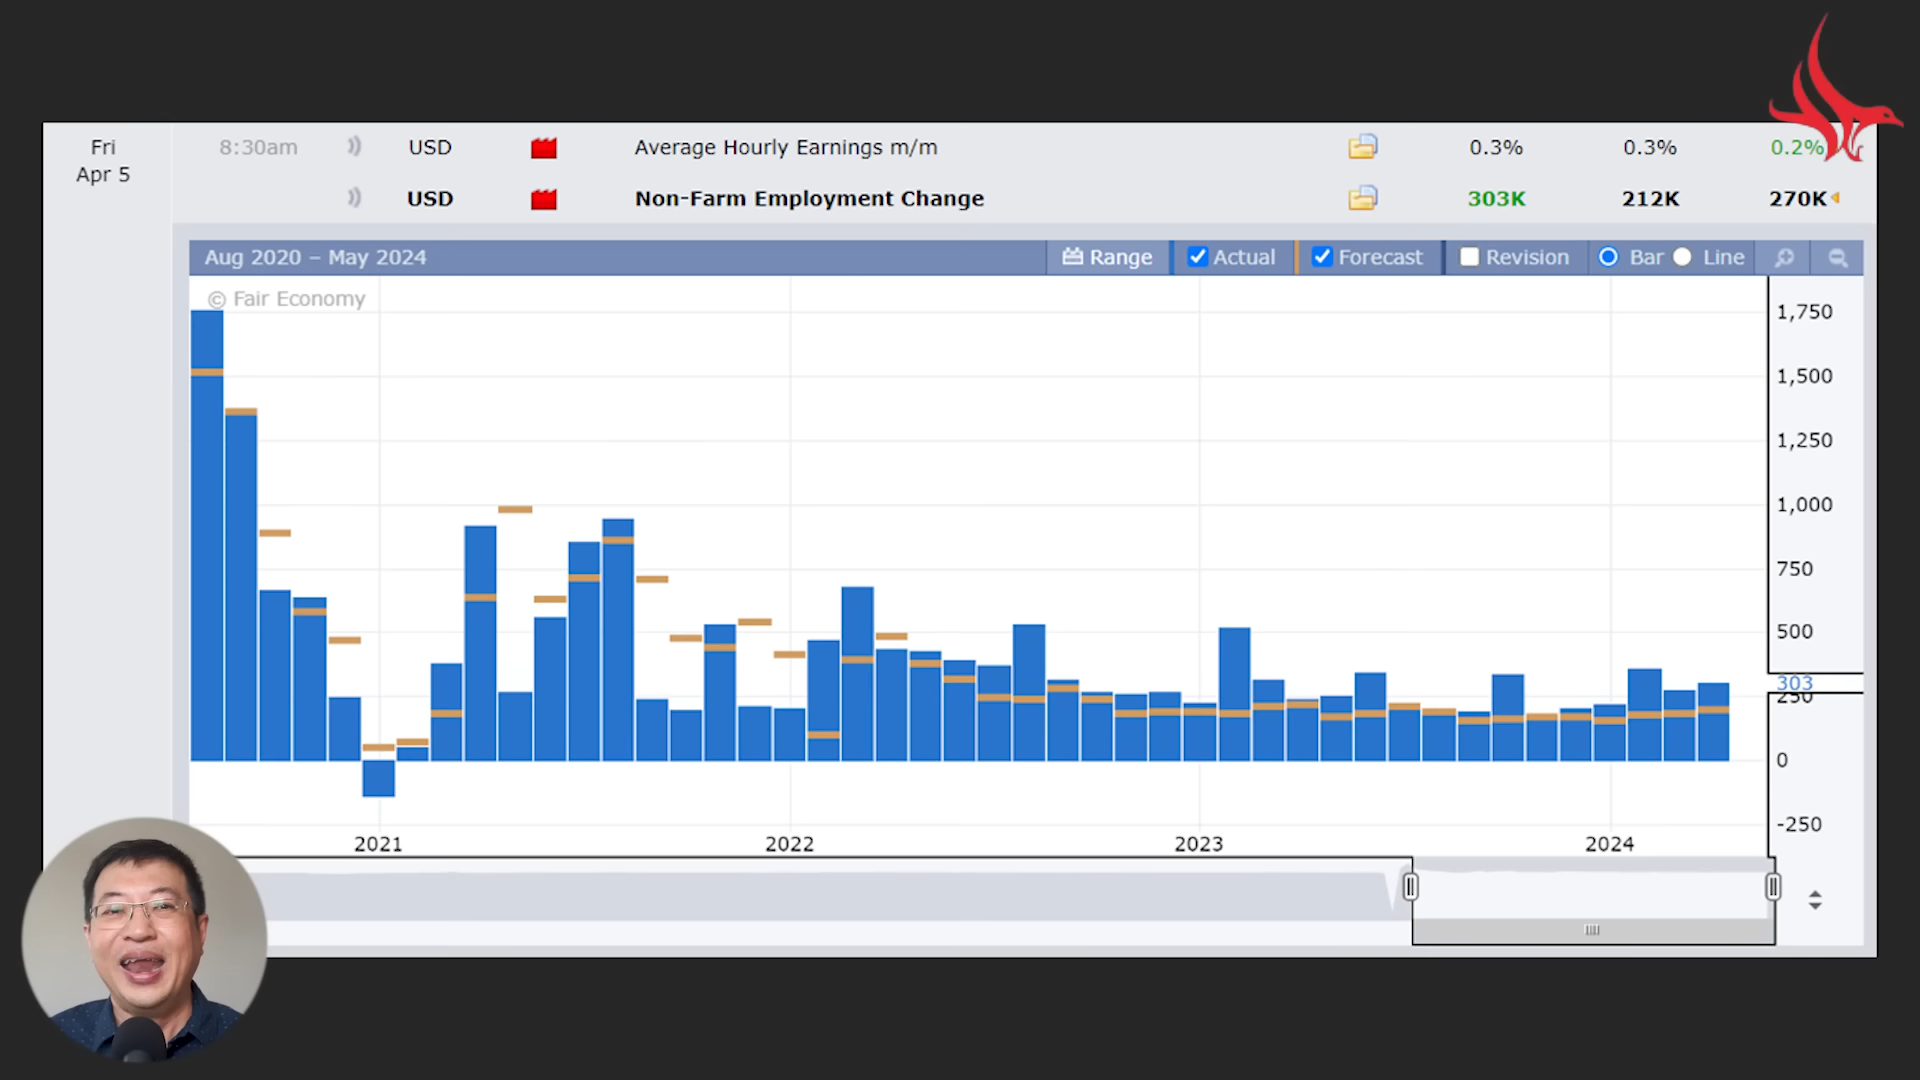 Fri
Apr 5
8:30am USD Average Hourly Earnings m/m 0.3% 0.3% 0.2%
USD Non-Farm Employment Change 303K 212K 270K
Aug 2020 – May 2024 Range Actual Forecast Revision Bar Line
© Fair Economy
1,750
1,500
1,250
1,000
750
500
303
250
0
-250
2021 2022 2023 2024